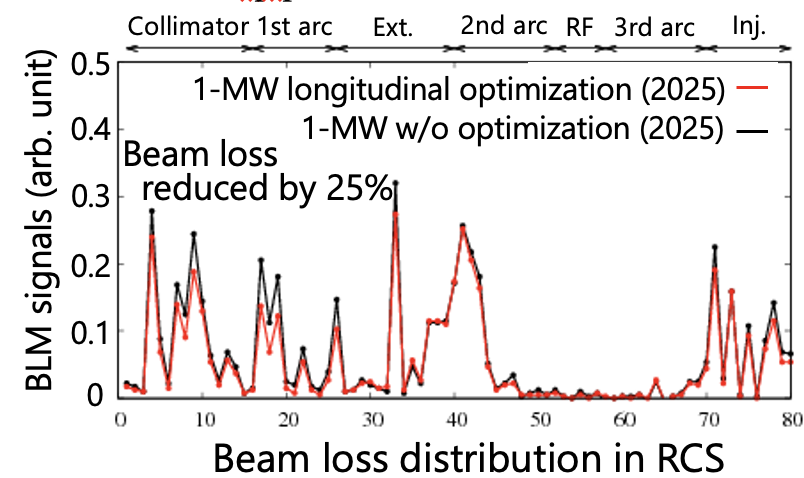 Collimator 1st arc Ext. 2nd arc RF 3rd arc Inj.
0.5
1-MW longitudinal optimization (2025)
0.4
1-MW w/o optimization (2025)
Beam loss
reduced by 25%
0.3
0.2
0.1
0
BLM signals (arb. unit)
0 10 20 30 40 50 60 70 80
Beam loss distribution in RCS